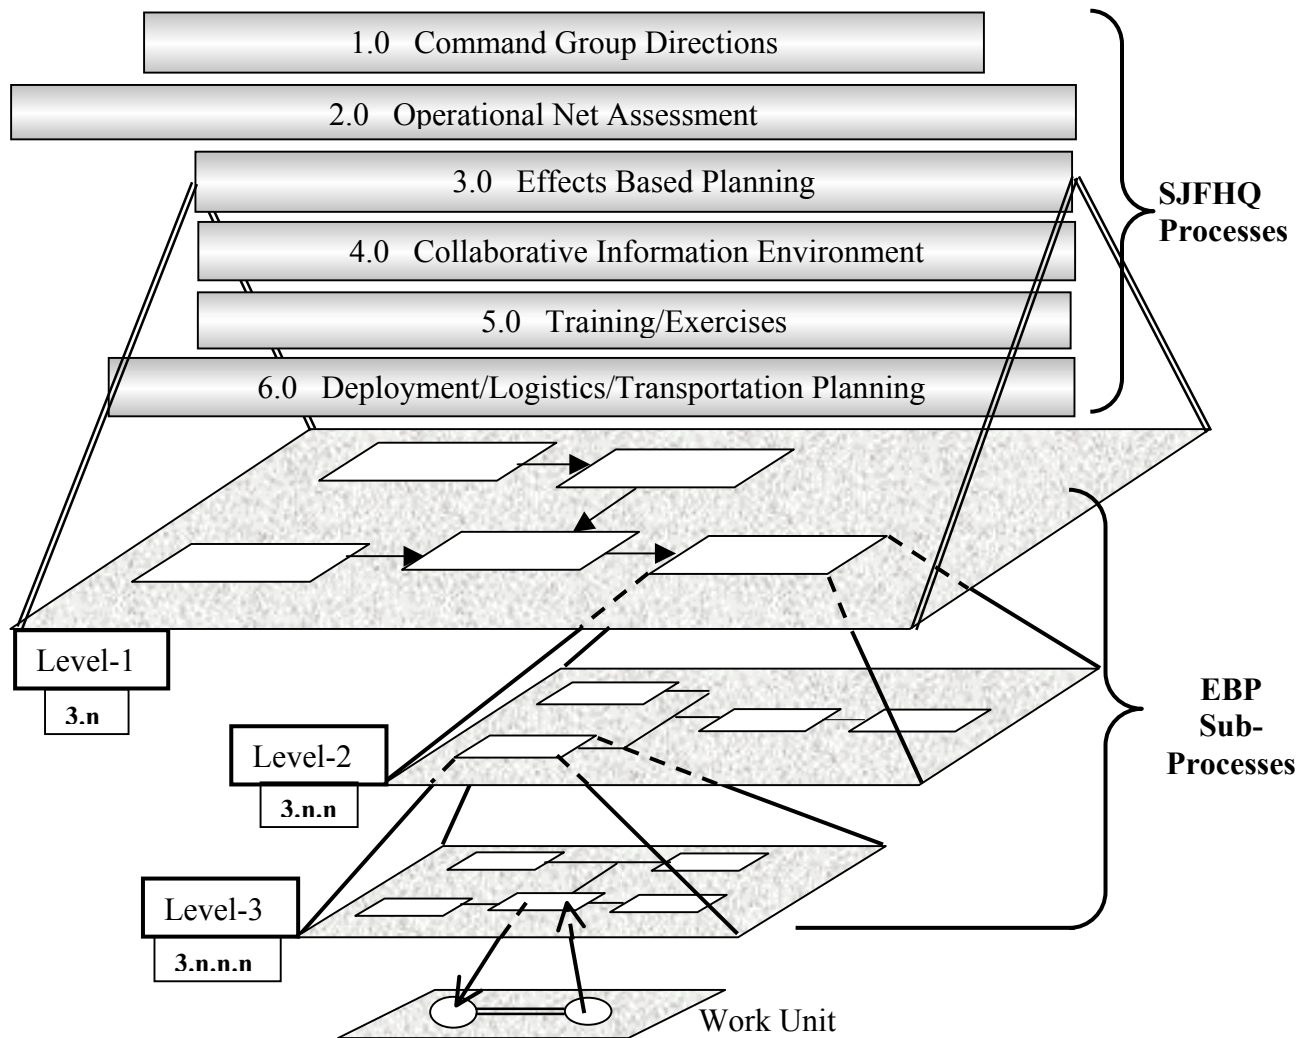 1.0 Command Group Directions
2.0 Operational Net Assessment
3.0 Effects Based Planning
4.0 Collaborative Information Environment
5.0 Training/Exercises
6.0 Deployment/Logistics/Transportation Planning
SJFHQ
Processes
Level-1
3.n
Level-2
3.n.n
Level-3
3.n.n.n
EBP
Sub-
Processes
Work Unit